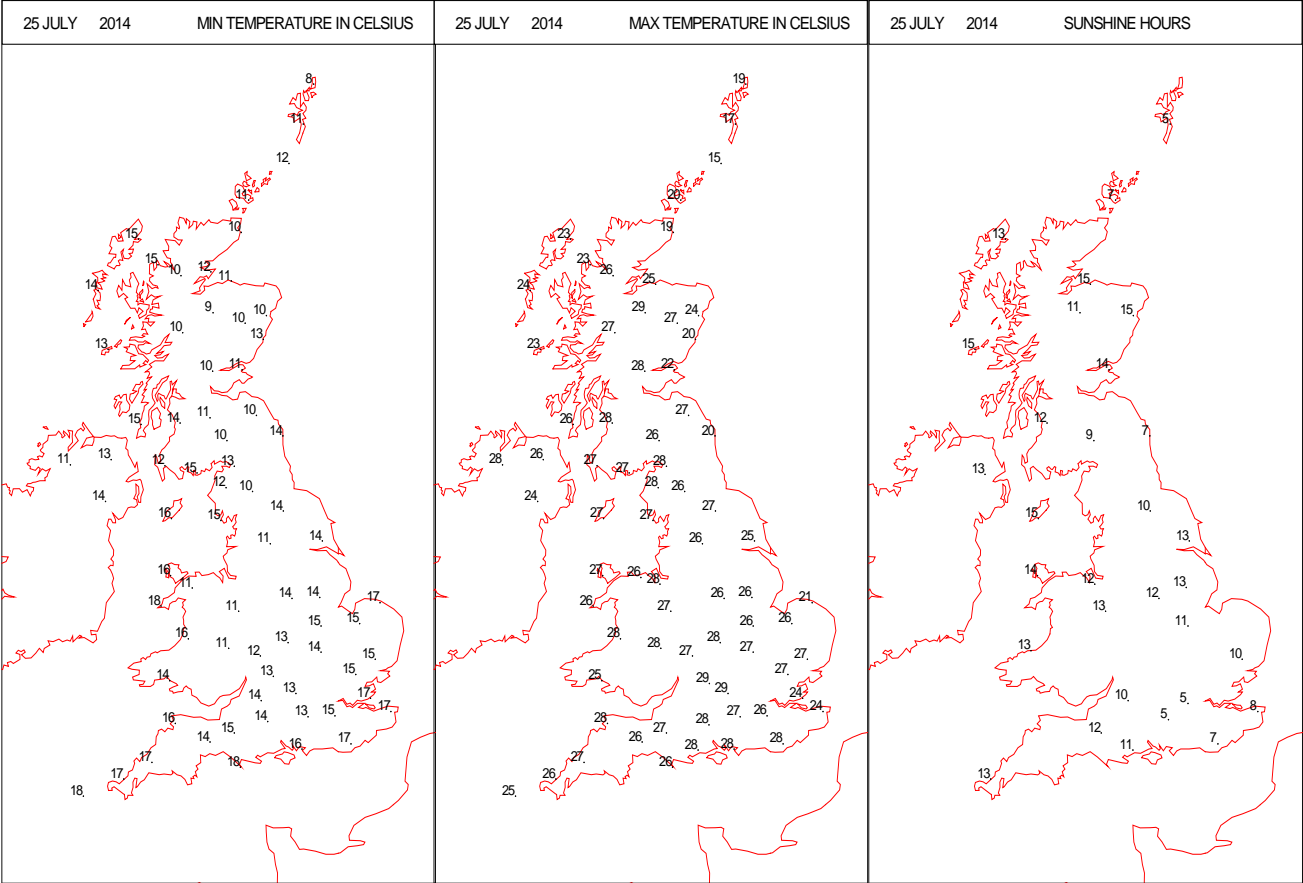 25 JULY 2014 MIN TEMPERATURE IN CELSIUS
8
11
12
11
10
15
15 10 12 11
14
9 10 10
10 13
13
10 11
15 14 11 10
10 14
11 13 12 15 13
12 10
14 16 15 14
11 14
16 11
18 11 14 14 17
15 15
16 11 12 13 14
15
14 13 15
14 13 17
16 15 14 13 15 17
14 16 17
17 18
17
18
25 JULY 2014 MAX TEMPERATURE IN CELSIUS
19
17
15
20
19
23
23 26 25
24
29 27 24
27 20
23
28 22
26 28 27
26 20
28 26 27 27 28
28 26
24 27 27 27
26 25
27 26 28
26 27 26 26 21
26 26
28 28 27 28 27
27
25 29 27
29 24
28 27 28 27 26 24
26 28 28 28
27 26
26
25
25 JULY 2014 SUNSHINE HOURS
5
7
13
15
11 15
15
14
12
9 7
13
15 10
13
14 12 13
13 12
11
13 10
10 5 8
12 5
11 7
13